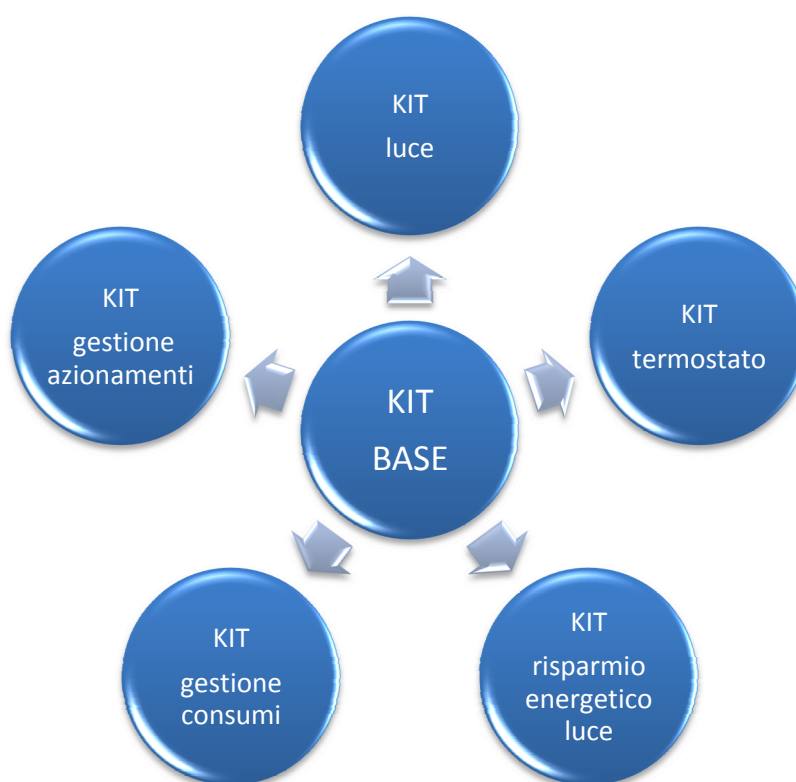 KIT
luce
KIT
gestione
azionamenti
KIT
termostato
KIT
BASE
KIT
gestione
consumi
KIT
risparmio
energetico
luce